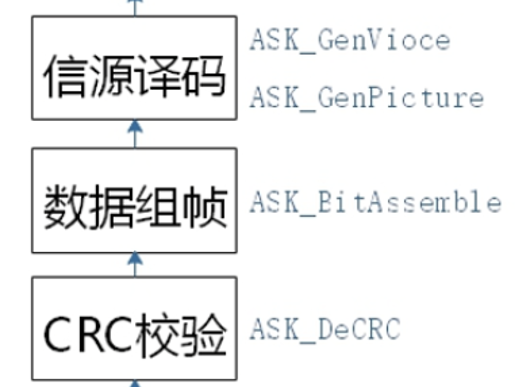 ASK_GenVioce
信源译码
ASK_GenPicture
数据组帧
ASK_BitAssemble
CRC校验
ASK_DeCRC